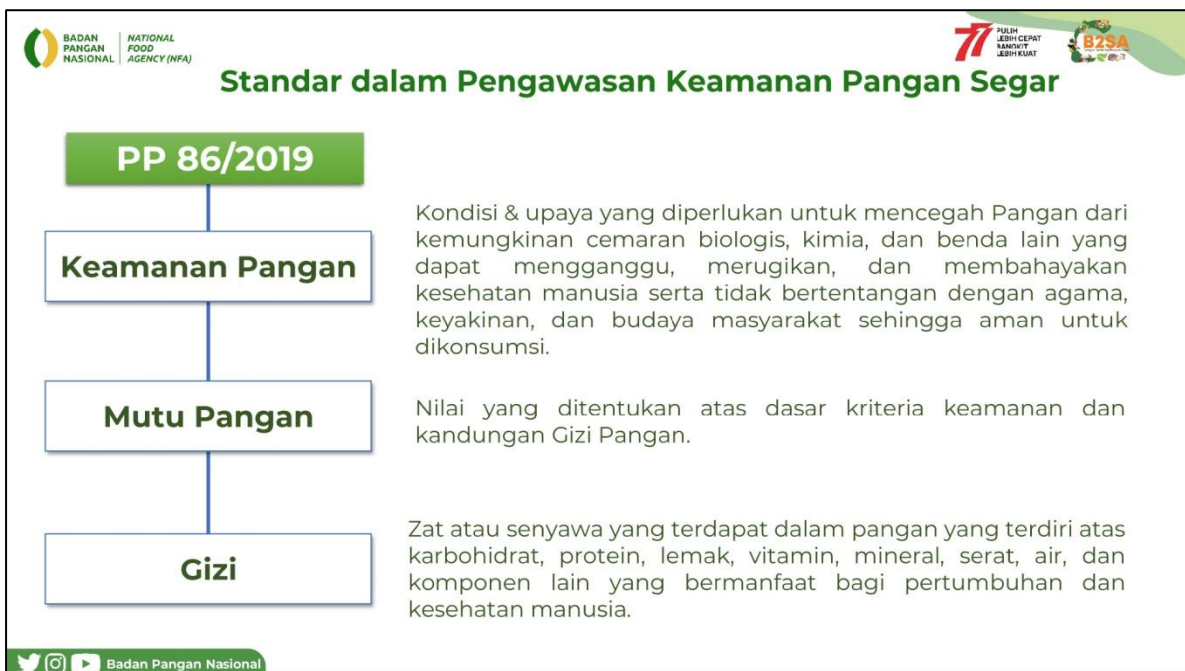 BADAN
PANGAN
NASIONAL
NATIONAL
FOOD
AGENCY (NFA)
77
PULIH
LEBIH CEPAT
BANGKIT
LEBIH KUAT
B2SA
Standar dalam Pengawasan Keamanan Pangan Segar
PP 86/2019
Keamanan Pangan
Kondisi & upaya yang diperlukan untuk mencegah Pangan dari
kemungkinan cemaran biologis, kimia, dan benda lain yang
dapat mengganggu, merugikan, dan membahayakan
kesehatan manusia serta tidak bertentangan dengan agama,
keyakinan, dan budaya masyarakat sehingga aman untuk
dikonsumsi.
Mutu Pangan
Nilai yang ditentukan atas dasar kriteria keamanan dan
kandungan Gizi Pangan.
Gizi
Zat atau senyawa yang terdapat dalam pangan yang terdiri atas
karbohidrat, protein, lemak, vitamin, mineral, serat, air, dan
komponen lain yang bermanfaat bagi pertumbuhan dan
kesehatan manusia.
Badan Pangan Nasional